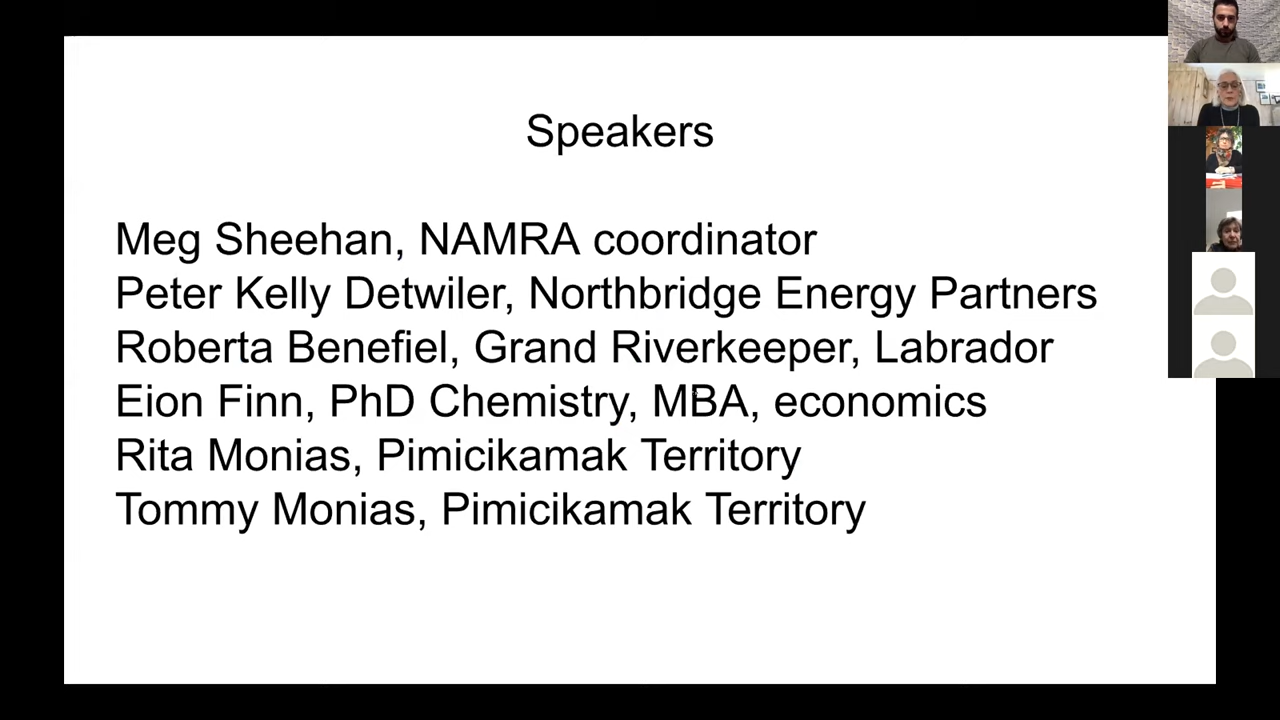 Speakers
Meg Sheehan, NAMRA coordinator
Peter Kelly Detwiler, Northbridge Energy Partners
Roberta Benefiel, Grand Riverkeeper, Labrador
Eion Finn, PhD Chemistry, MBA, economics
Rita Monias, Pimicikamak Territory
Tommy Monias, Pimicikamak Territory